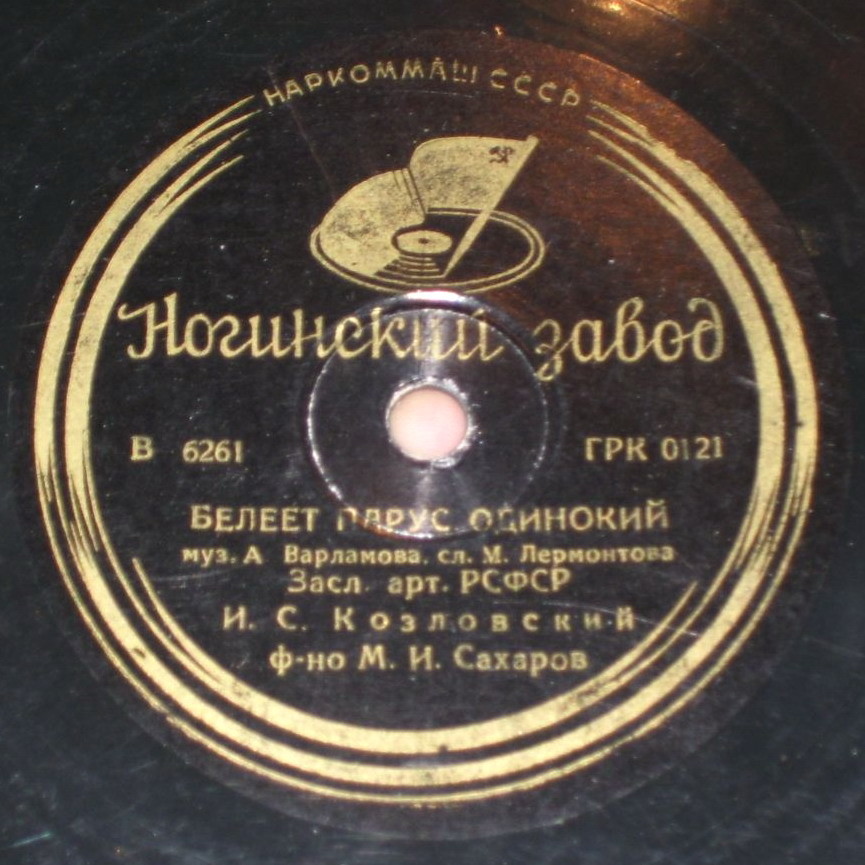 НАРКОММАШ СССР
Ногинский завод
В 6261 ГРК 0121
БЕЛЕЕТ ПАРУС ОДИНОКИЙ
муз. А Варламова. сл. М. Лермонтова
Засл. арт. РСФСР
И. С. Козловский
ф-но М. И. Сахаров